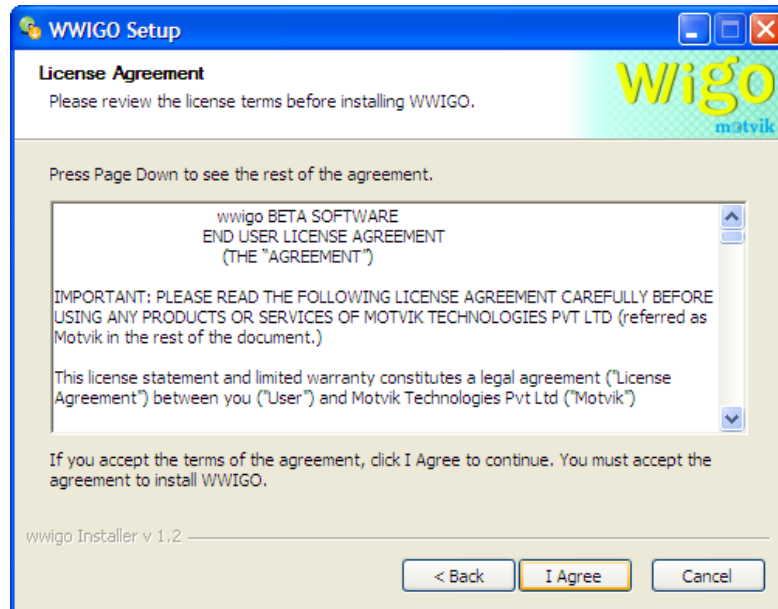 WWIGO Setup
License Agreement
Please review the license terms before installing WWIGO.
Wigo
motvik
Press Page Down to see the rest of the agreement.
wwigo BETA SOFTWARE
END USER LICENSE AGREEMENT
(THE “AGREEMENT”)
IMPORTANT: PLEASE READ THE FOLLOWING LICENSE AGREEMENT CAREFULLY BEFORE
USING ANY PRODUCTS OR SERVICES OF MOTVIK TECHNOLOGIES PVT LTD (referred as
Motvik in the rest of the document.)
This license statement and limited warranty constitutes a legal agreement ("License
Agreement") between you ("User") and Motvik Technologies Pvt Ltd ("Motvik")
If you accept the terms of the agreement, click I Agree to continue. You must accept the
agreement to install WWIGO.
wwigo Installer v 1.2
< Back
I Agree
Cancel